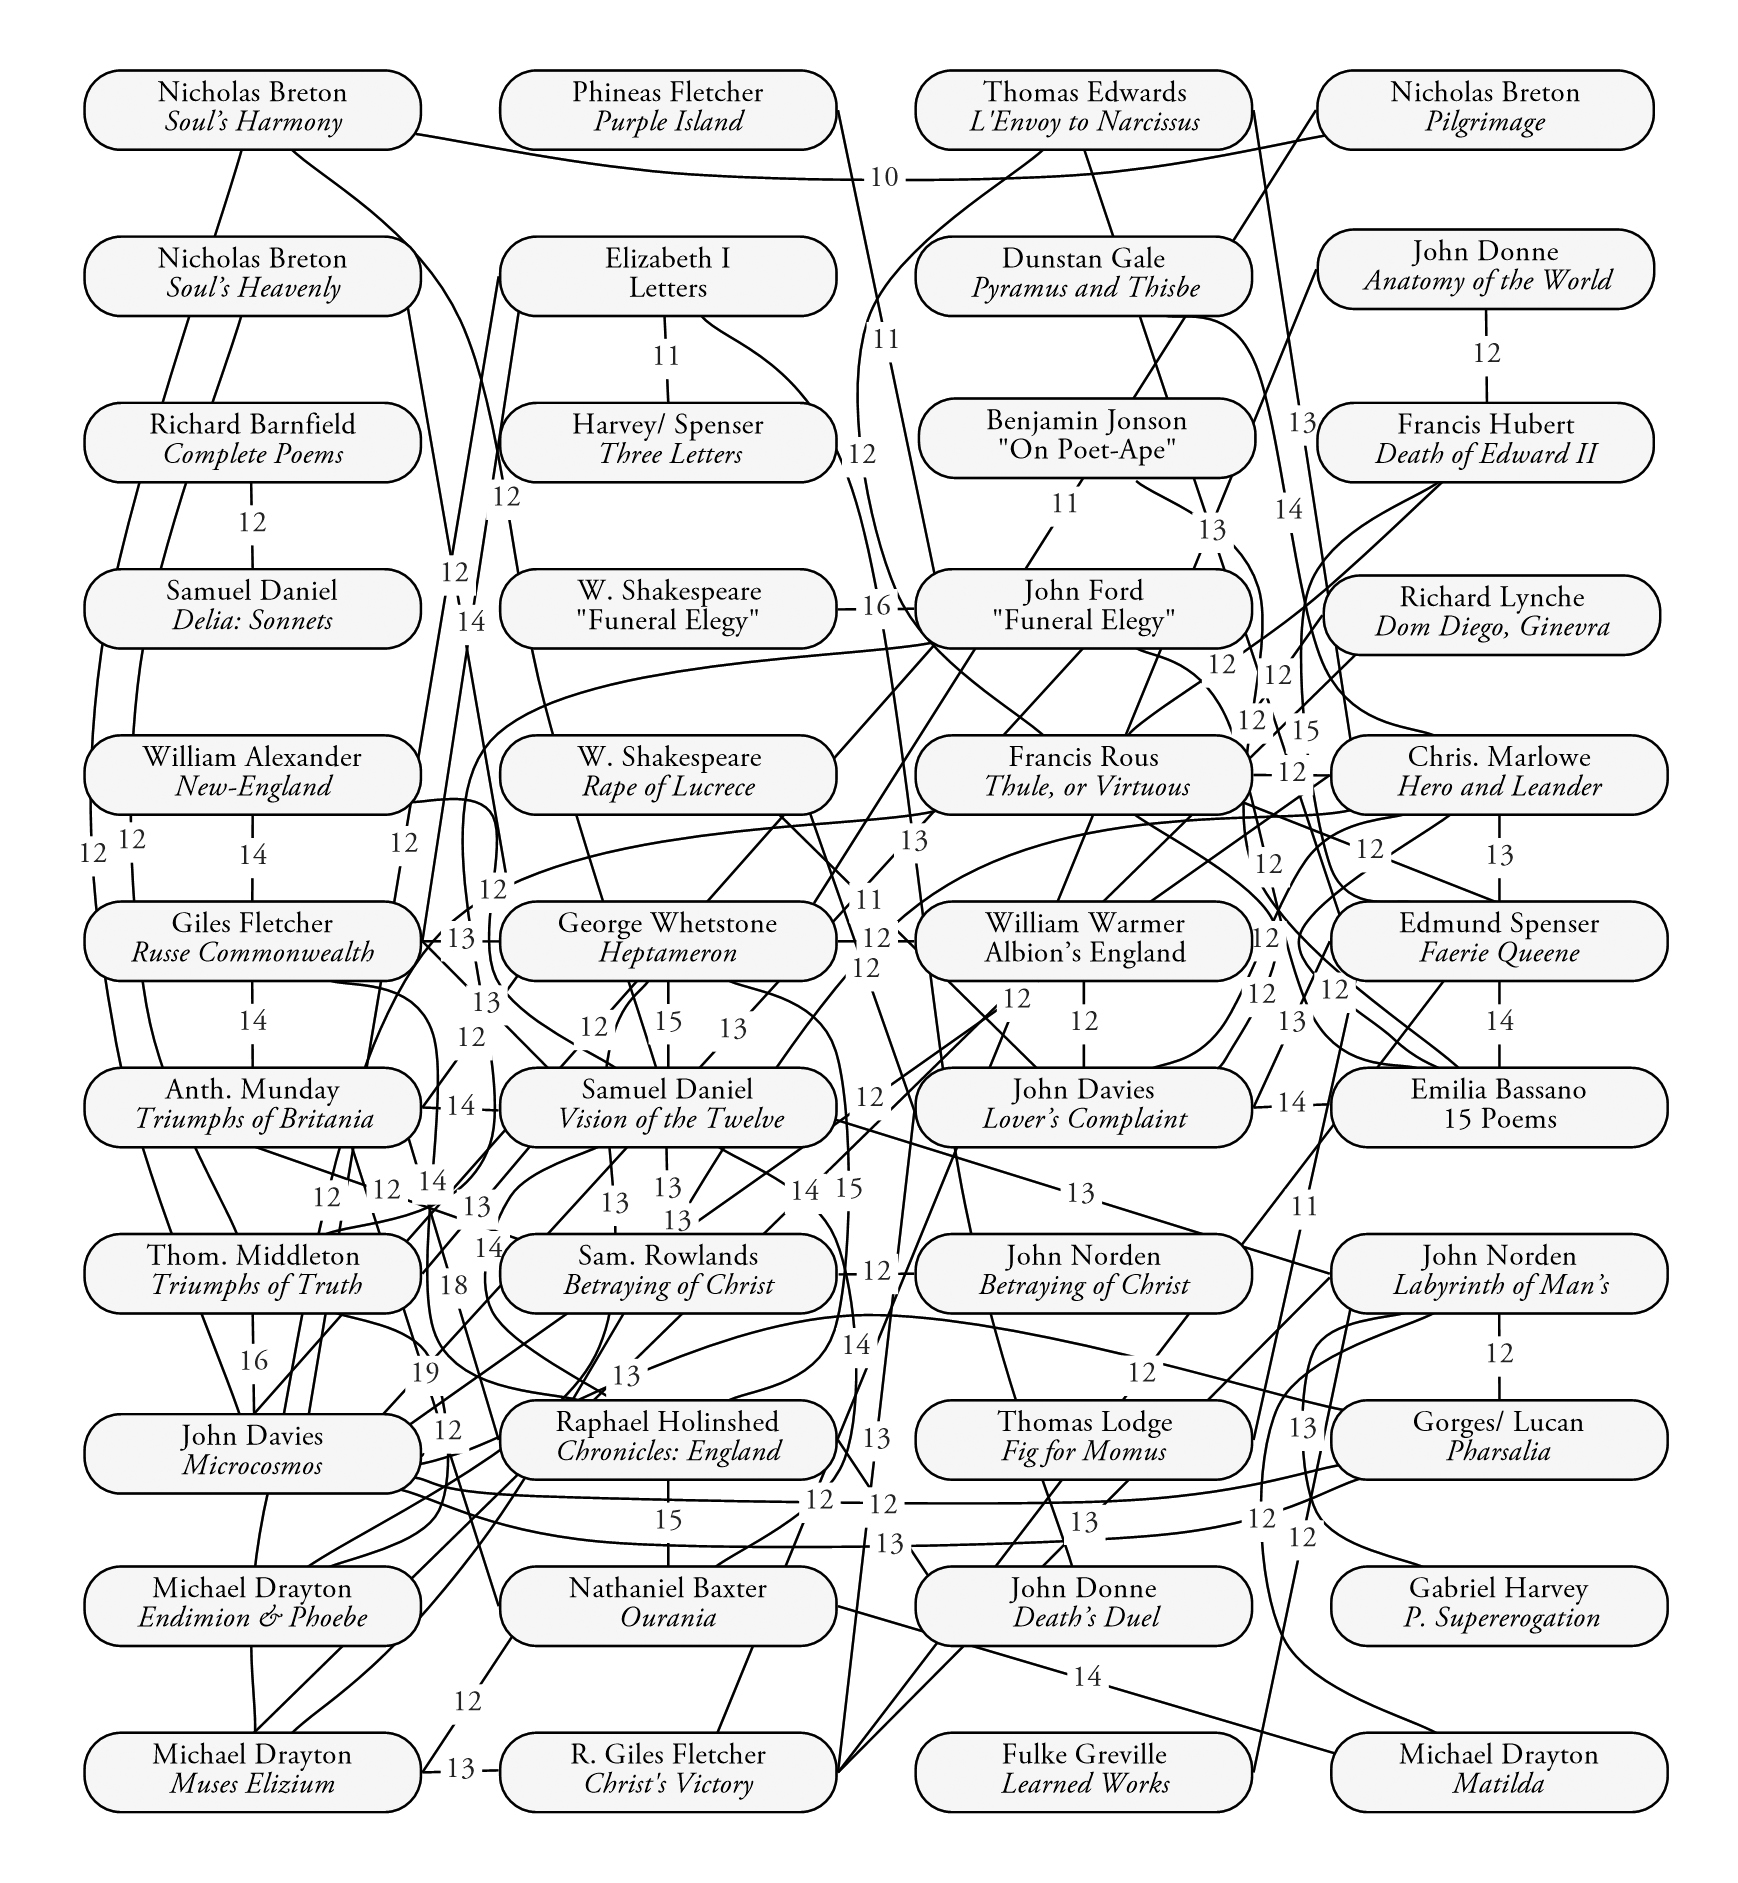 Nicholas Breton
Soul’s Harmony
Phineas Fletcher
Purple Island
Thomas Edwards
L'Envoy to Narcissus
Nicholas Breton
Pilgrimage
10
Nicholas Breton
Soul’s Heavenly
Elizabeth I
Letters
Dunstan Gale
Pyramus and Thisbe
John Donne
Anatomy of the World
11
11
12
Richard Barnfield
Complete Poems
Harvey/ Spenser
Three Letters
Benjamin Jonson
"On Poet-Ape"
13
Francis Hubert
Death of Edward II
12
12
12
11
13
14
12
Samuel Daniel
Delia: Sonnets
W. Shakespeare
"Funeral Elegy"
16
John Ford
"Funeral Elegy"
Richard Lynche
Dom Diego, Ginevra
14
12
12
12
15
William Alexander
New-England
W. Shakespeare
Rape of Lucrece
Francis Rous
Thule, or Virtuous
12
Chris. Marlowe
Hero and Leander
12
12
14
12
13
12
12
13
12
11
Giles Fletcher
Russe Commonwealth
13
George Whetstone
Heptameron
12
William Warmer
Albion’s England
12
Edmund Spenser
Faerie Queene
12
13
12
12
12
14
12
12
15
13
12
13
14
Anth. Munday
Triumphs of Britania
14
Samuel Daniel
Vision of the Twelve
12
John Davies
Lover’s Complaint
14
Emilia Bassano
15 Poems
12
12
14
13
13
13
13
14
15
13
11
14
Thom. Middleton
Triumphs of Truth
18
Sam. Rowlands
Betraying of Christ
12
John Norden
Betraying of Christ
John Norden
Labyrinth of Man’s
16
19
13
14
12
12
John Davies
Microcosmos
12
Raphael Holinshed
Chronicles: England
13
Thomas Lodge
Fig for Momus
13
Gorges/ Lucan
Pharsalia
15
12
12
13
13
12
12
Michael Drayton
Endimion & Phoebe
Nathaniel Baxter
Ourania
John Donne
Death’s Duel
Gabriel Harvey
P. Supererogation
12
14
Michael Drayton
Muses Elizium
13
R. Giles Fletcher
Christ's Victory
Fulke Greville
Learned Works
Michael Drayton
Matilda